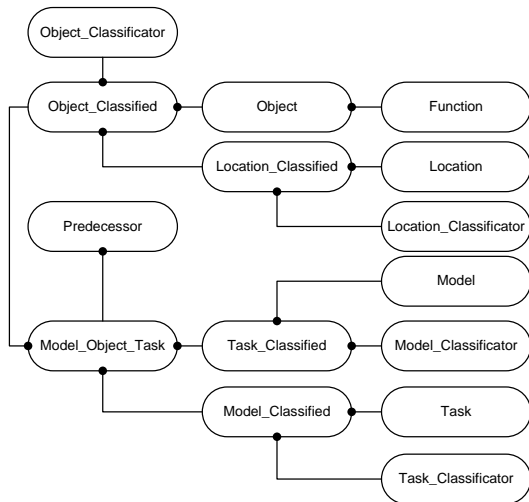 Object_Classificator
Object_Classified
Object
Function
Location_Classified
Location
Predecessor
Location_Classificator
Model
Model_Object_Task
Task_Classified
Model_Classificator
Model_Classified
Task
Task_Classificator